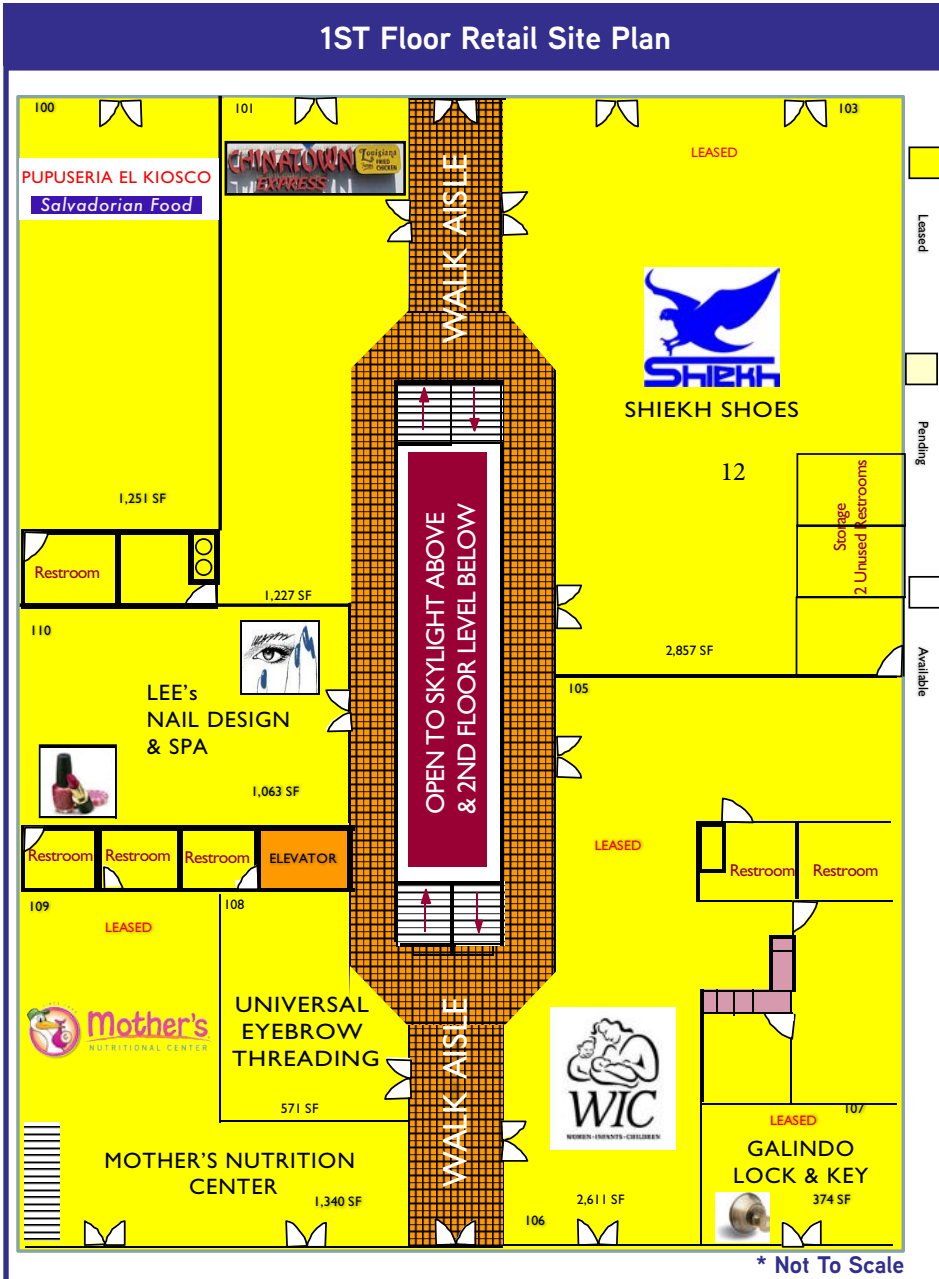 1ST Floor Retail Site Plan
100
101
103
CHINATOWN
EXPRESS
Louisiana
FRIED
CHICKEN
LEASED
PUPUSERIA EL KIOSCO
Salvadorian Food
WALK AISLE
Leased
SHIEKH
SHIEKH SHOES
12
Pending
Storage
2 Unused Restrooms
1,251 SF
Restroom
1,227 SF
OPEN TO SKYLIGHT ABOVE
& 2ND FLOOR LEVEL BELOW
110
2,857 SF
Available
105
LEE's
NAIL DESIGN
& SPA
1,063 SF
Restroom
Restroom
Restroom
ELEVATOR
LEASED
Restroom
Restroom
109
108
LEASED
Mother's
NUTRITIONAL CENTER
UNIVERSAL
EYEBROW
THREADING
571 SF
WALK AISLE
WIC
WOMEN · INFANTS · CHILDREN
107
LEASED
GALINDO
LOCK & KEY
374 SF
MOTHER'S NUTRITION
CENTER
1,340 SF
2,611 SF
106
* Not To Scale